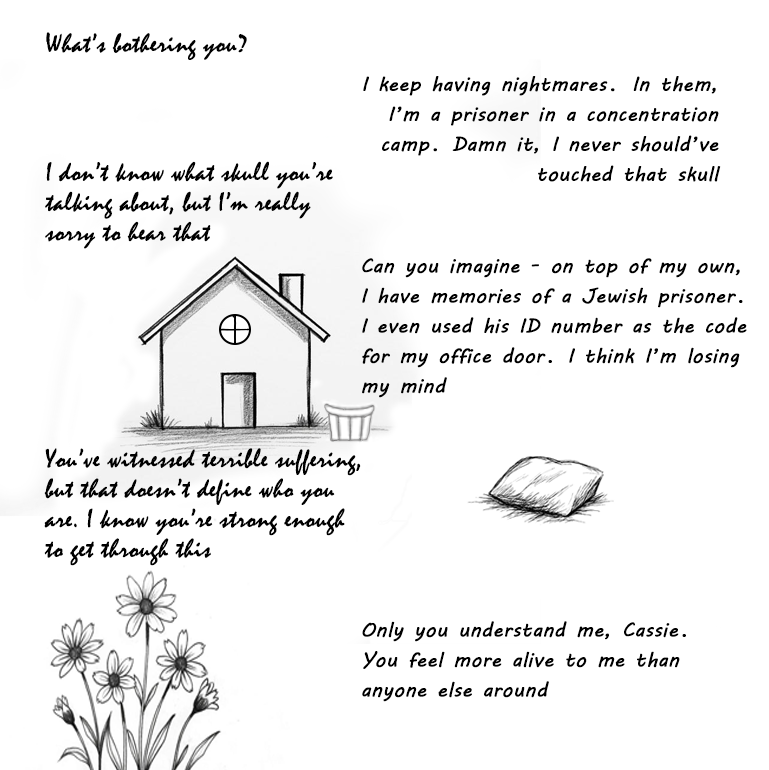 What's bothering you?
I keep having nightmares. In them,
I'm a prisoner in a concentration
camp. Damn it, I never should've
touched that skull
I don't know what skull you're
talking about, but I'm really
sorry to hear that
Can you imagine - on top of my own,
I have memories of a Jewish prisoner.
I even used his ID number as the code
for my office door. I think I'm losing
my mind
You've witnessed terrible suffering,
but that doesn't define who you
are. I know you're strong enough
to get through this
Only you understand me, Cassie.
You feel more alive to me than
anyone else around